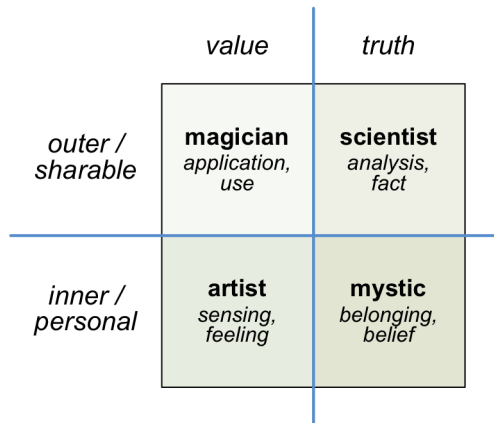 value truth
outer /
sharable
magician
application,
use
scientist
analysis,
fact
inner /
personal
artist
sensing,
feeling
mystic
belonging,
belief